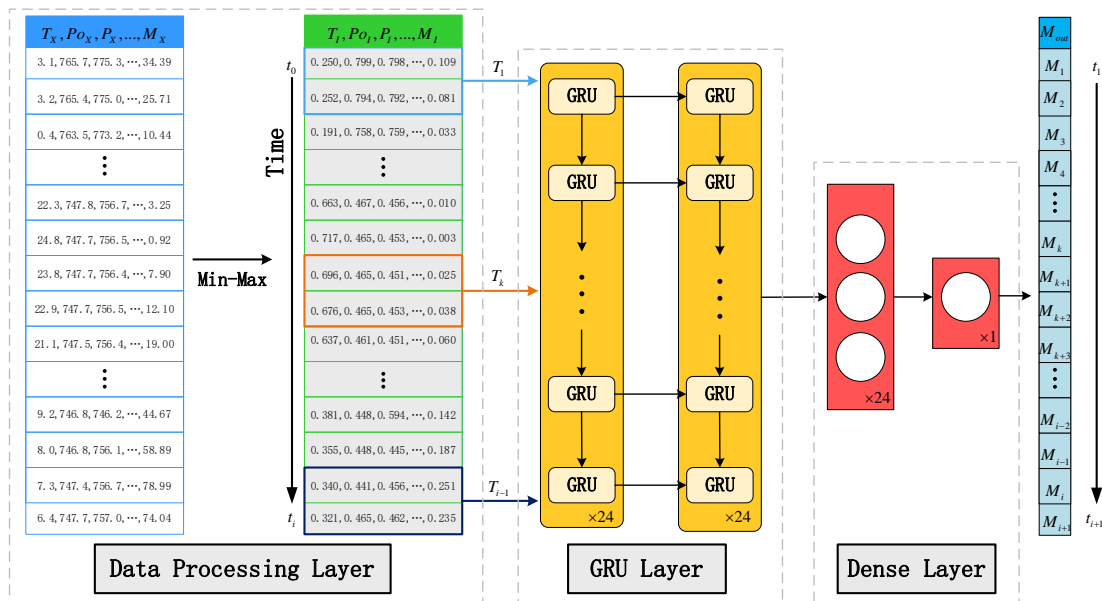 T_X, Po_X, P_X, ..., M_X
3.1, 765.7, 775.3, ⋯, 34.39
3.2, 765.4, 775.0, ⋯, 25.71
0.4, 763.5, 773.2, ⋯, 10.44
⋮
22.3, 747.8, 756.7, ⋯, 3.25
24.8, 747.7, 756.5, ⋯, 0.92
23.8, 747.7, 756.4, ⋯, 7.90
22.9, 747.7, 756.5, ⋯, 12.10
21.1, 747.5, 756.4, ⋯, 19.00
⋮
9.2, 746.8, 746.2, ⋯, 44.67
8.0, 746.8, 756.1, ⋯, 58.89
7.3, 747.4, 756.7, ⋯, 78.99
6.4, 747.7, 757.0, ⋯, 74.04
Min-Max
t_0
Time
t_i
T_I, Po_I, P_I, ..., M_I
0.250, 0.799, 0.798, ⋯, 0.109
0.252, 0.794, 0.792, ⋯, 0.081
0.191, 0.758, 0.759, ⋯, 0.033
⋮
0.663, 0.467, 0.456, ⋯, 0.010
0.717, 0.465, 0.453, ⋯, 0.003
0.696, 0.465, 0.451, ⋯, 0.025
0.676, 0.465, 0.453, ⋯, 0.038
0.637, 0.461, 0.451, ⋯, 0.060
⋮
0.381, 0.448, 0.594, ⋯, 0.142
0.355, 0.448, 0.445, ⋯, 0.187
0.340, 0.441, 0.456, ⋯, 0.251
0.321, 0.465, 0.462, ⋯, 0.235
Data Processing Layer
T_1
T_k
T_{i-1}
GRU GRU
GRU GRU
⋮ ⋮
GRU GRU
GRU GRU
×24 ×24
GRU Layer
×24
×1
Dense Layer
M_out
M_1
M_2
M_3
M_4
⋮
M_k
M_{k+1}
M_{k+2}
M_{k+3}
⋮
M_{i-2}
M_{i-1}
M_i
M_{i+1}
t_1
t_{i+1}